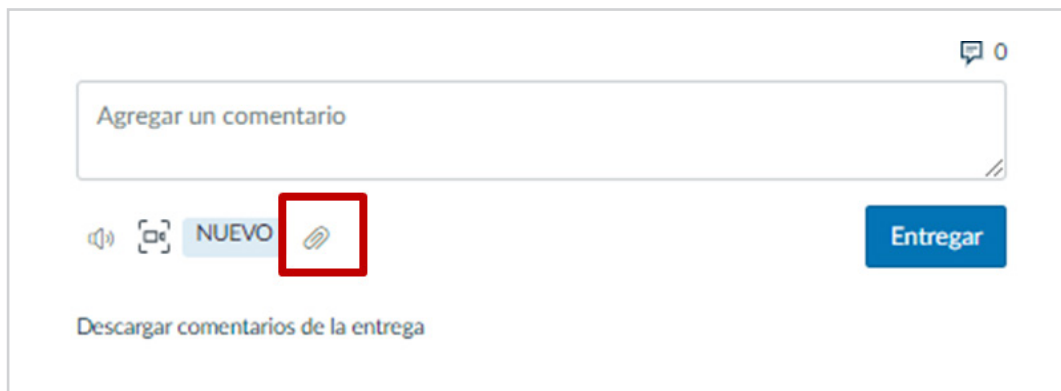 0
Agregar un comentario
NUEVO
Entregar
Descargar comentarios de la entrega